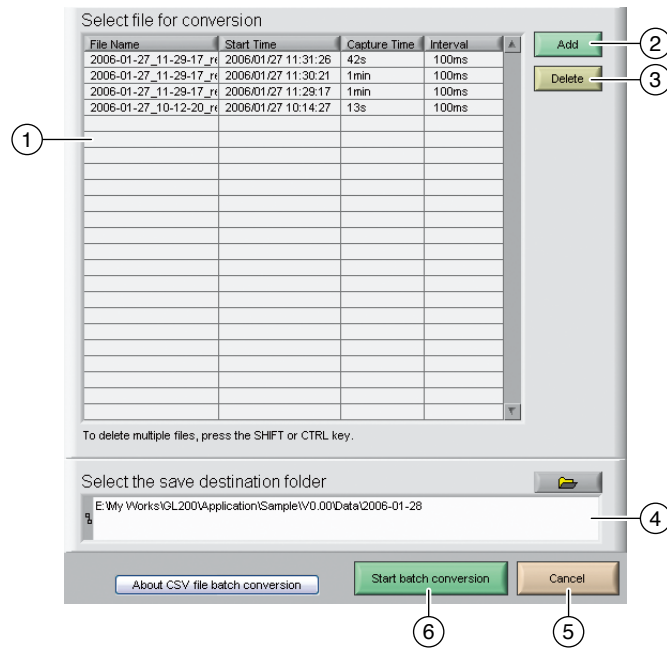 Select file for conversion
File Name Start Time Capture Time Interval
2006-01-27_11-29-17_re 2006/01/27 11:31:26 42s 100ms
2006-01-27_11-29-17_re 2006/01/27 11:30:21 1min 100ms
2006-01-27_11-29-17_re 2006/01/27 11:29:17 1min 100ms
2006-01-27_10-12-20_re 2006/01/27 10:14:27 13s 100ms
Add
2
Delete
3
1
To delete multiple files, press the SHIFT or CTRL key.
Select the save destination folder
E:\My Works\GL200\Application\Sample\V0.00\Data\2006-01-28
4
About CSV file batch conversion
Start batch conversion
Cancel
6
5